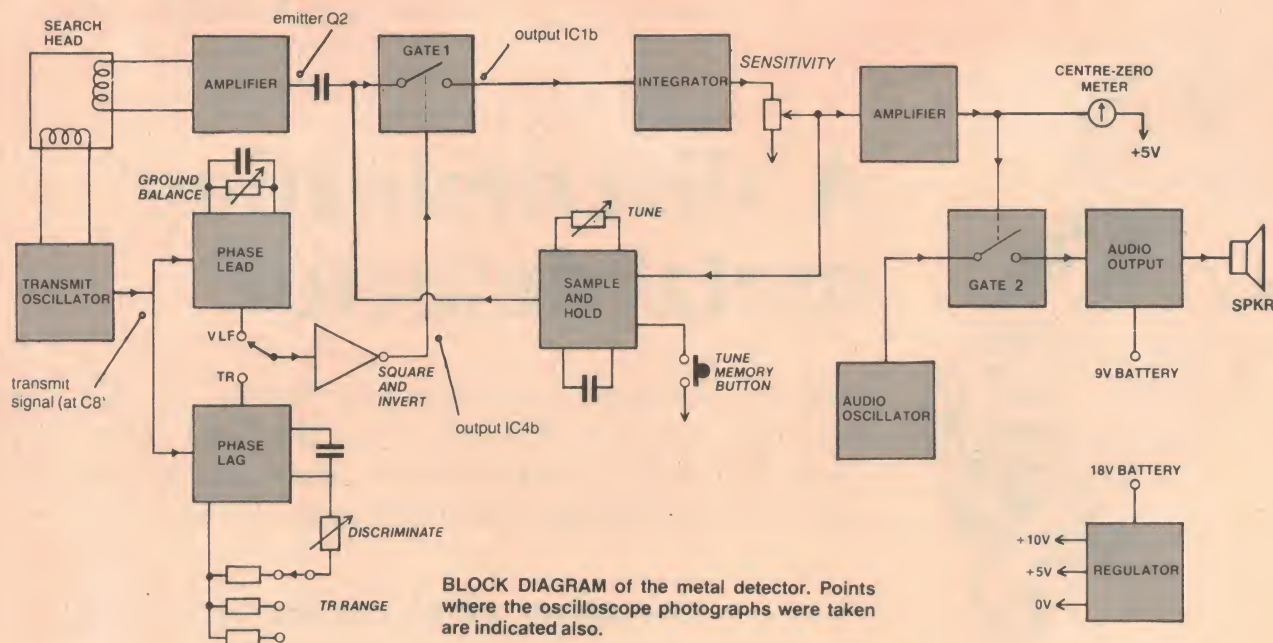 emitter Q2
SEARCH
HEAD
AMPLIFIER
GATE 1
output IC1b
INTEGRATOR
SENSITIVITY
AMPLIFIER
CENTRE-ZERO
METER
+5V
GROUND
BALANCE
PHASE
LEAD
TRANSMIT
OSCILLATOR
VLF
TR
transmit
signal (at C8'
SQUARE
AND
INVERT
output IC4b
PHASE
LAG
DISCRIMINATE
TR RANGE
TUNE
SAMPLE
AND
HOLD
TUNE
MEMORY
BUTTON
GATE 2
AUDIO
OUTPUT
SPKR
9V BATTERY
AUDIO
OSCILLATOR
18V BATTERY
+10V
+5V
0V
REGULATOR
BLOCK DIAGRAM of the metal detector. Points
where the oscilloscope photographs were taken
are indicated also.